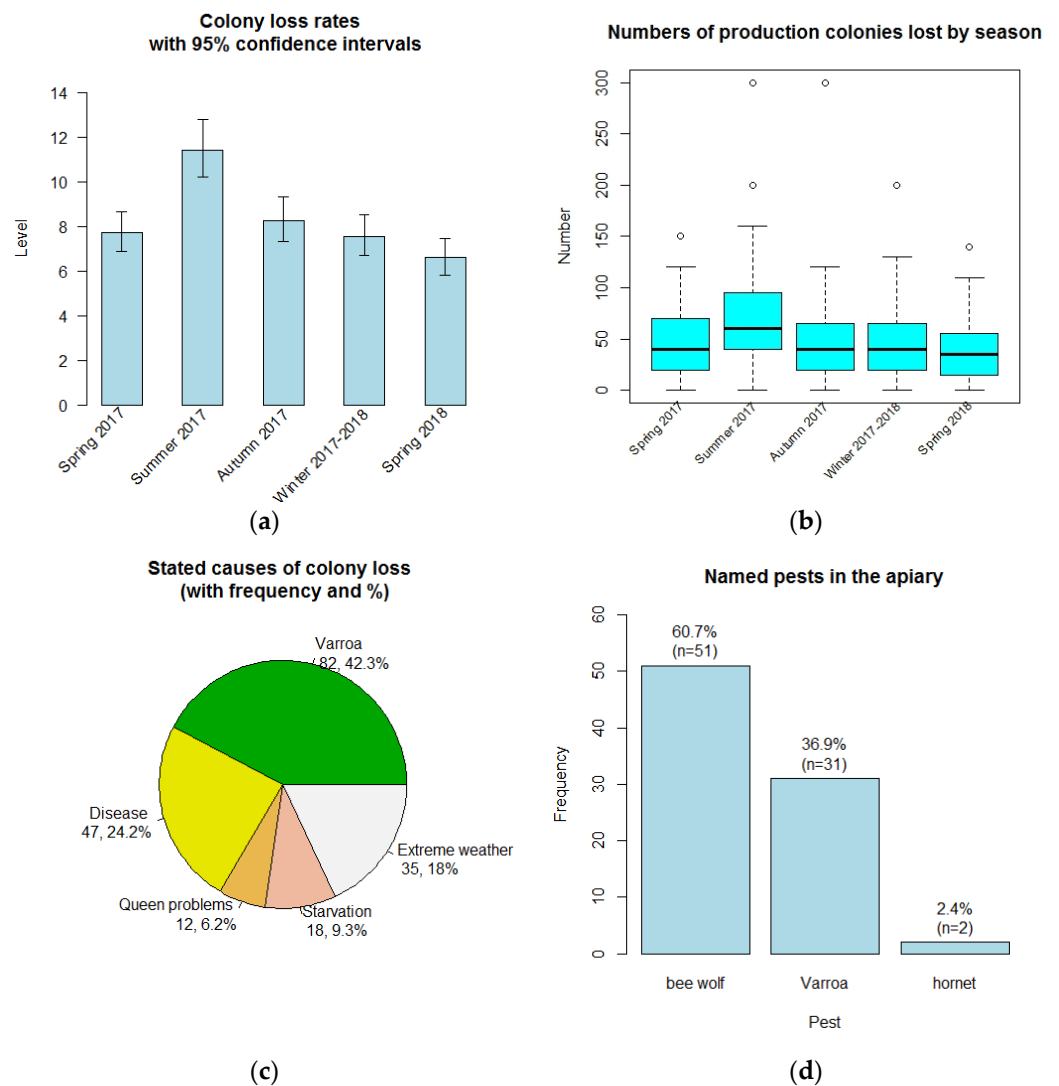 Colony loss rates
with 95% confidence intervals
14
12
10
8
6
4
2
0
Level
Spring 2017
Summer 2017
Autumn 2017
Winter 2017-2018
Spring 2018
(a)
Numbers of production colonies lost by season
300
250
200
150
100
50
0
Number
Spring 2017
Summer 2017
Autumn 2017
Winter 2017-2018
Spring 2018
(b)
Stated causes of colony loss
(with frequency and %)
Varroa
82, 42.3%
Disease
47, 24.2%
Queen problems
12, 6.2%
Starvation
18, 9.3%
Extreme weather
35, 18%
(c)
Named pests in the apiary
60
50
40
30
20
10
0
Frequency
60.7%
(n=51)
36.9%
(n=31)
2.4%
(n=2)
bee wolf
Varroa
hornet
Pest
(d)